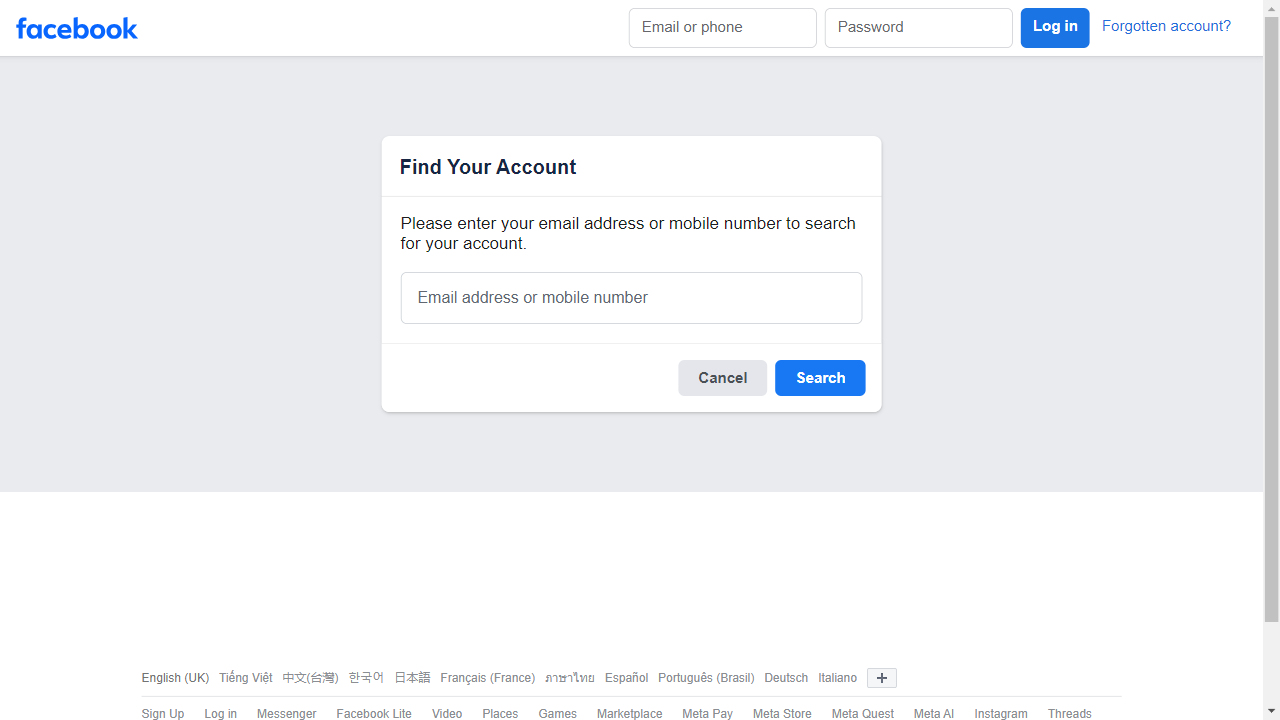 facebook
Email or phone
Password
Log in
Forgotten account?
Find Your Account
Please enter your email address or mobile number to search
for your account.
Email address or mobile number
Cancel
Search
English (UK) Tiếng Việt 中文(台灣) 한국어 日本語 Français (France) ภาษาไทย Español Português (Brasil) Deutsch Italiano
Sign Up Log in Messenger Facebook Lite Video Places Games Marketplace Meta Pay Meta Store Meta Quest Meta AI Instagram Threads